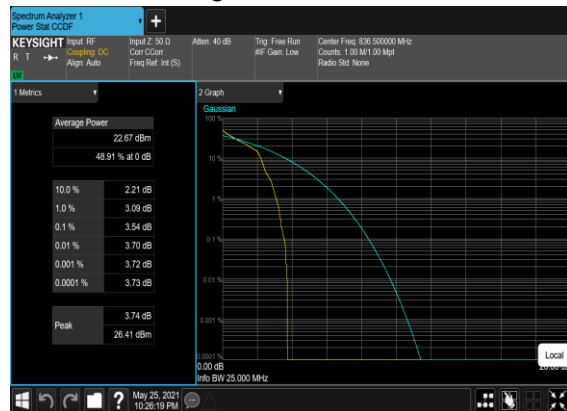 Spectrum Analyzer 1
Power Stat CCDF
KEYSIGHT
R T
Input: RF
Coupling: DC
Align: Auto
Input Z: 50 Ω
Corr CCorr
Freq Ref: Int (S)
Atten: 40 dB
Trig: Free Run
#IF Gain: Low
Center Freq: 836.500000 MHz
Counts: 1.00 M/1.00 Mpt
Radio Std: None
LW
1 Metrics
Average Power
22.67 dBm
48.91 % at 0 dB
10.0 % 2.21 dB
1.0 % 3.09 dB
0.1 % 3.54 dB
0.01 % 3.70 dB
0.001 % 3.72 dB
0.0001 % 3.73 dB
Peak
3.74 dB
26.41 dBm
2 Graph
Gaussian
100 %
10 %
1 %
0.1 %
0.01 %
0.001 %
0.0001 %
0.00 dB
Info BW 25.000 MHz
Local
May 25, 2021
10:26:19 PM